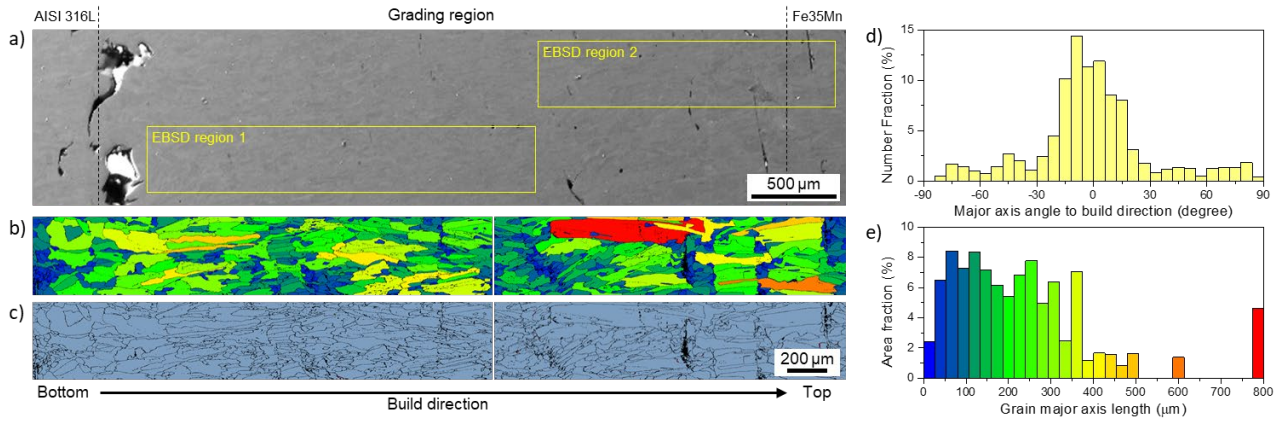 AISI 316L
Grading region
Fe35Mn
a)
EBSD region 1
EBSD region 2
500 µm
b)
c)
200 µm
Bottom
Build direction
Top
d)
Number Fraction (%)
15
10
5
0
-90
-60
-30
0
30
60
90
Major axis angle to build direction (degree)
e)
Area fraction (%)
10
8
6
4
2
0
0
100
200
300
400
500
600
700
800
Grain major axis length (µm)